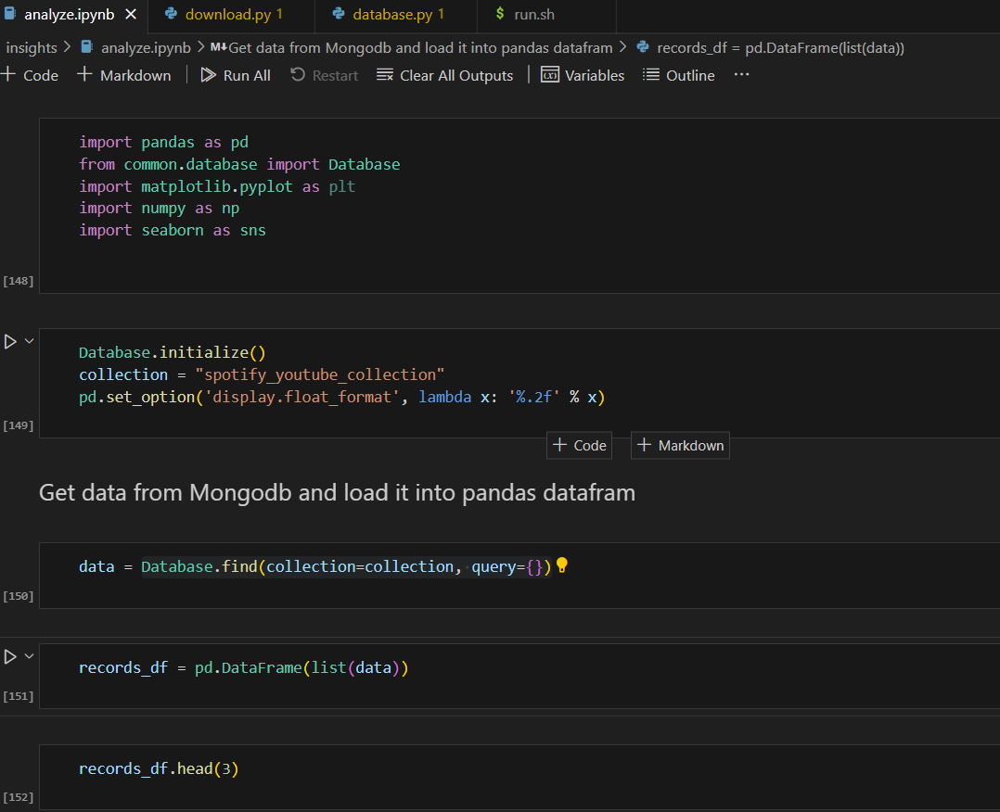 analyze.ipynb
download.py 1
database.py 1
$ run.sh
insights > analyze.ipynb > M↓Get data from Mongodb and load it into pandas datafram > records_df = pd.DataFrame(list(data))
+ Code + Markdown | Run All Restart Clear All Outputs | Variables Outline ...
import pandas as pd
from common.database import Database
import matplotlib.pyplot as plt
import numpy as np
import seaborn as sns
[148]
Database.initialize()
collection = "spotify_youtube_collection"
pd.set_option('display.float_format', lambda x: '%.2f' % x)
[149]
+ Code + Markdown
Get data from Mongodb and load it into pandas datafram
data = Database.find(collection=collection, query={})
[150]
records_df = pd.DataFrame(list(data))
[151]
records_df.head(3)
[152]